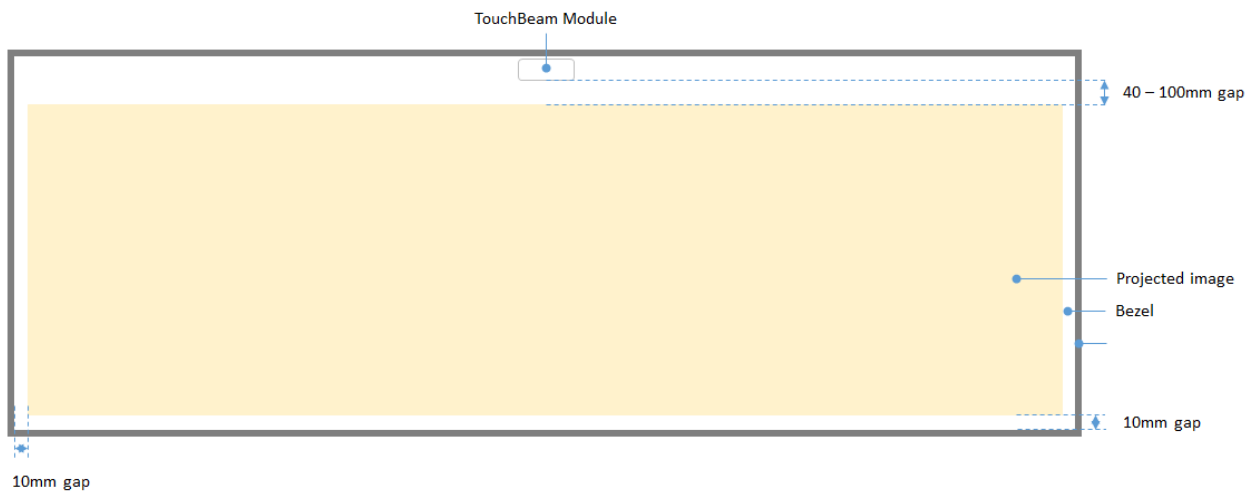 TouchBeam Module
40 – 100mm gap
Projected image
Bezel
10mm gap
10mm gap